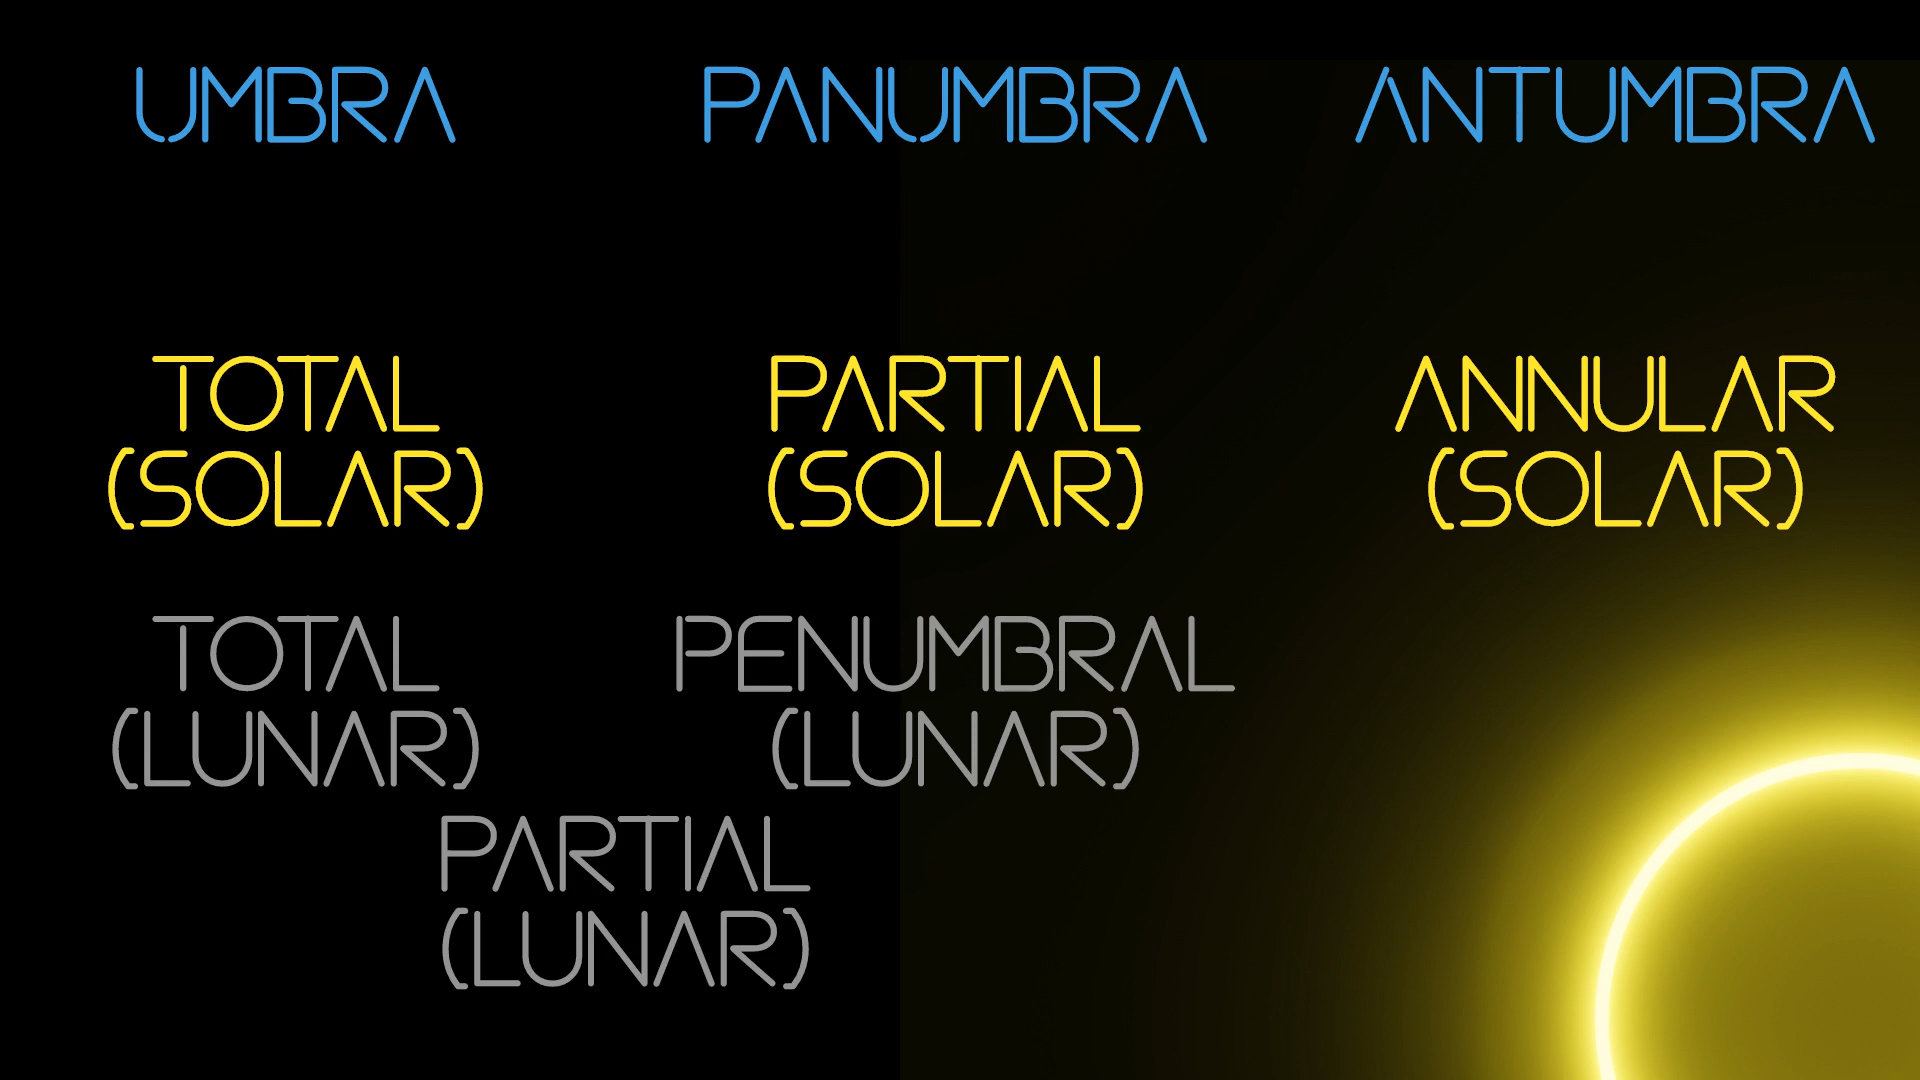 UMBRA PANUMBRA ANTUMBRA
TOTAL PARTIAL ANNULAR
(SOLAR) (SOLAR) (SOLAR)
TOTAL PENUMBRAL
(LUNAR) (LUNAR)
PARTIAL
(LUNAR)